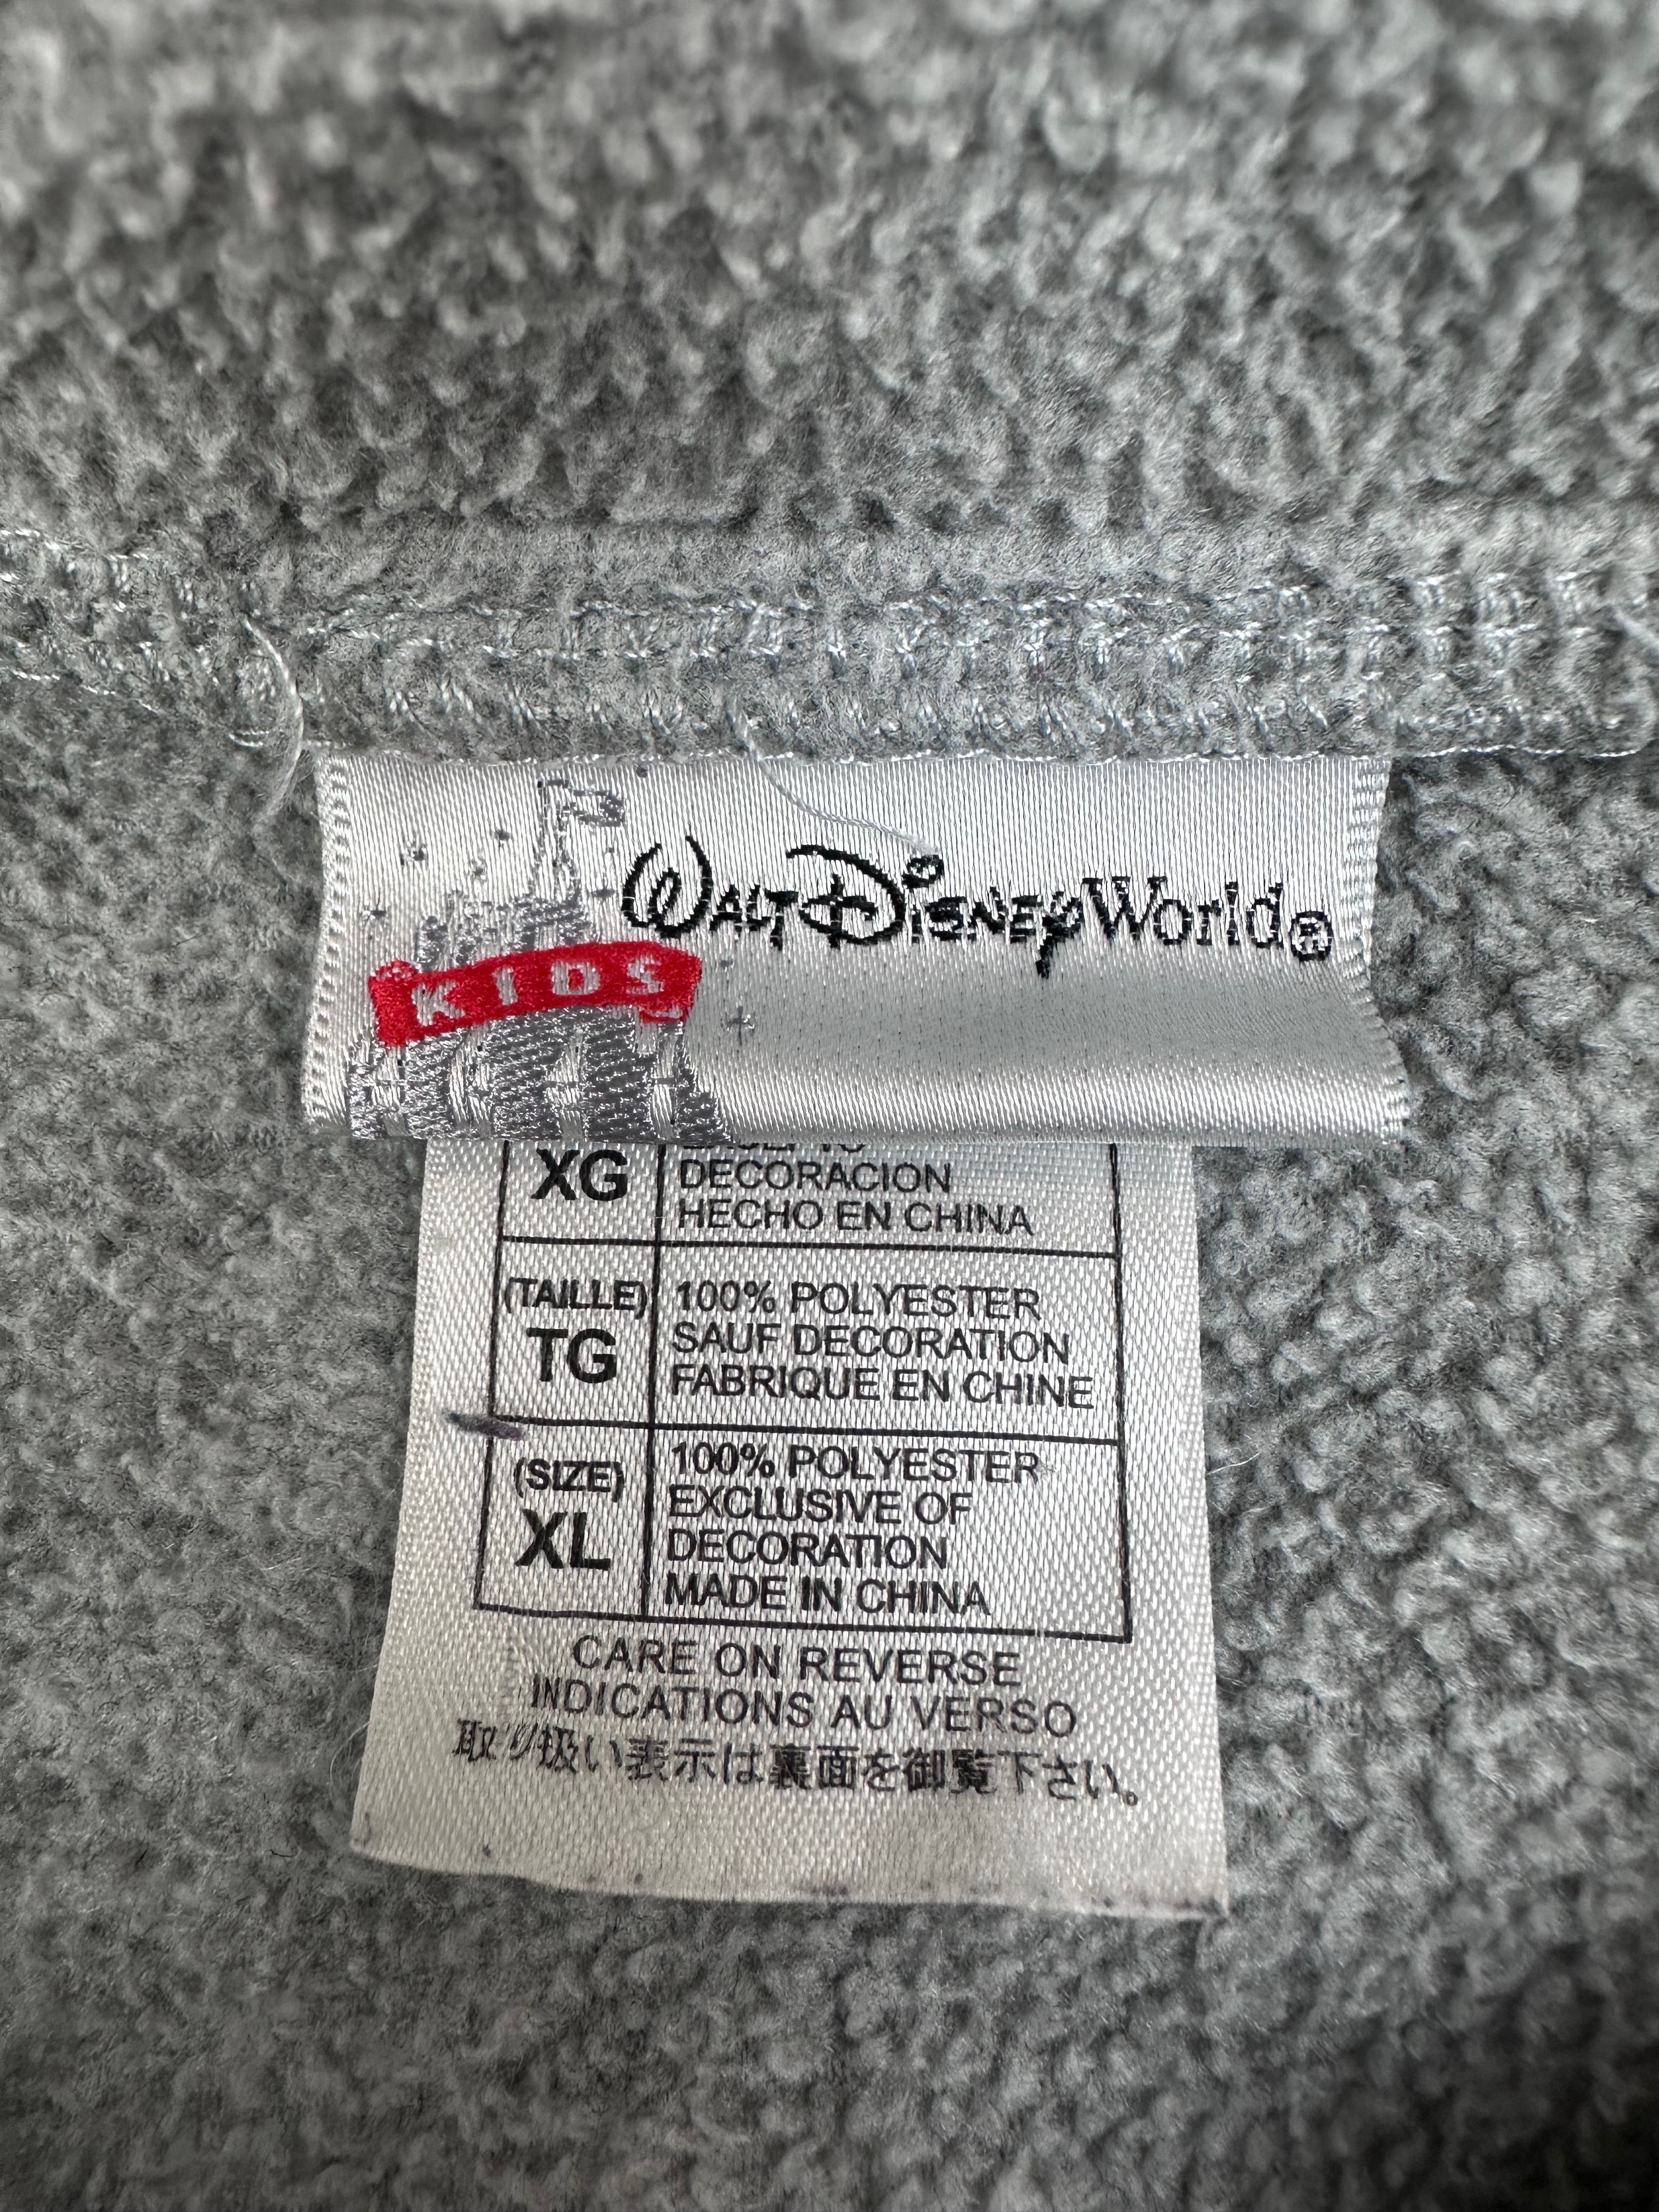 Walt Disney World®
KIDS
XG
DECORACION
HECHO EN CHINA
(TAILLE)
TG
100% POLYESTER
SAUF DECORATION
FABRIQUE EN CHINE
(SIZE)
XL
100% POLYESTER
EXCLUSIVE OF
DECORATION
MADE IN CHINA
CARE ON REVERSE
INDICATIONS AU VERSO
取り扱い表示は裏面を御覧下さい。